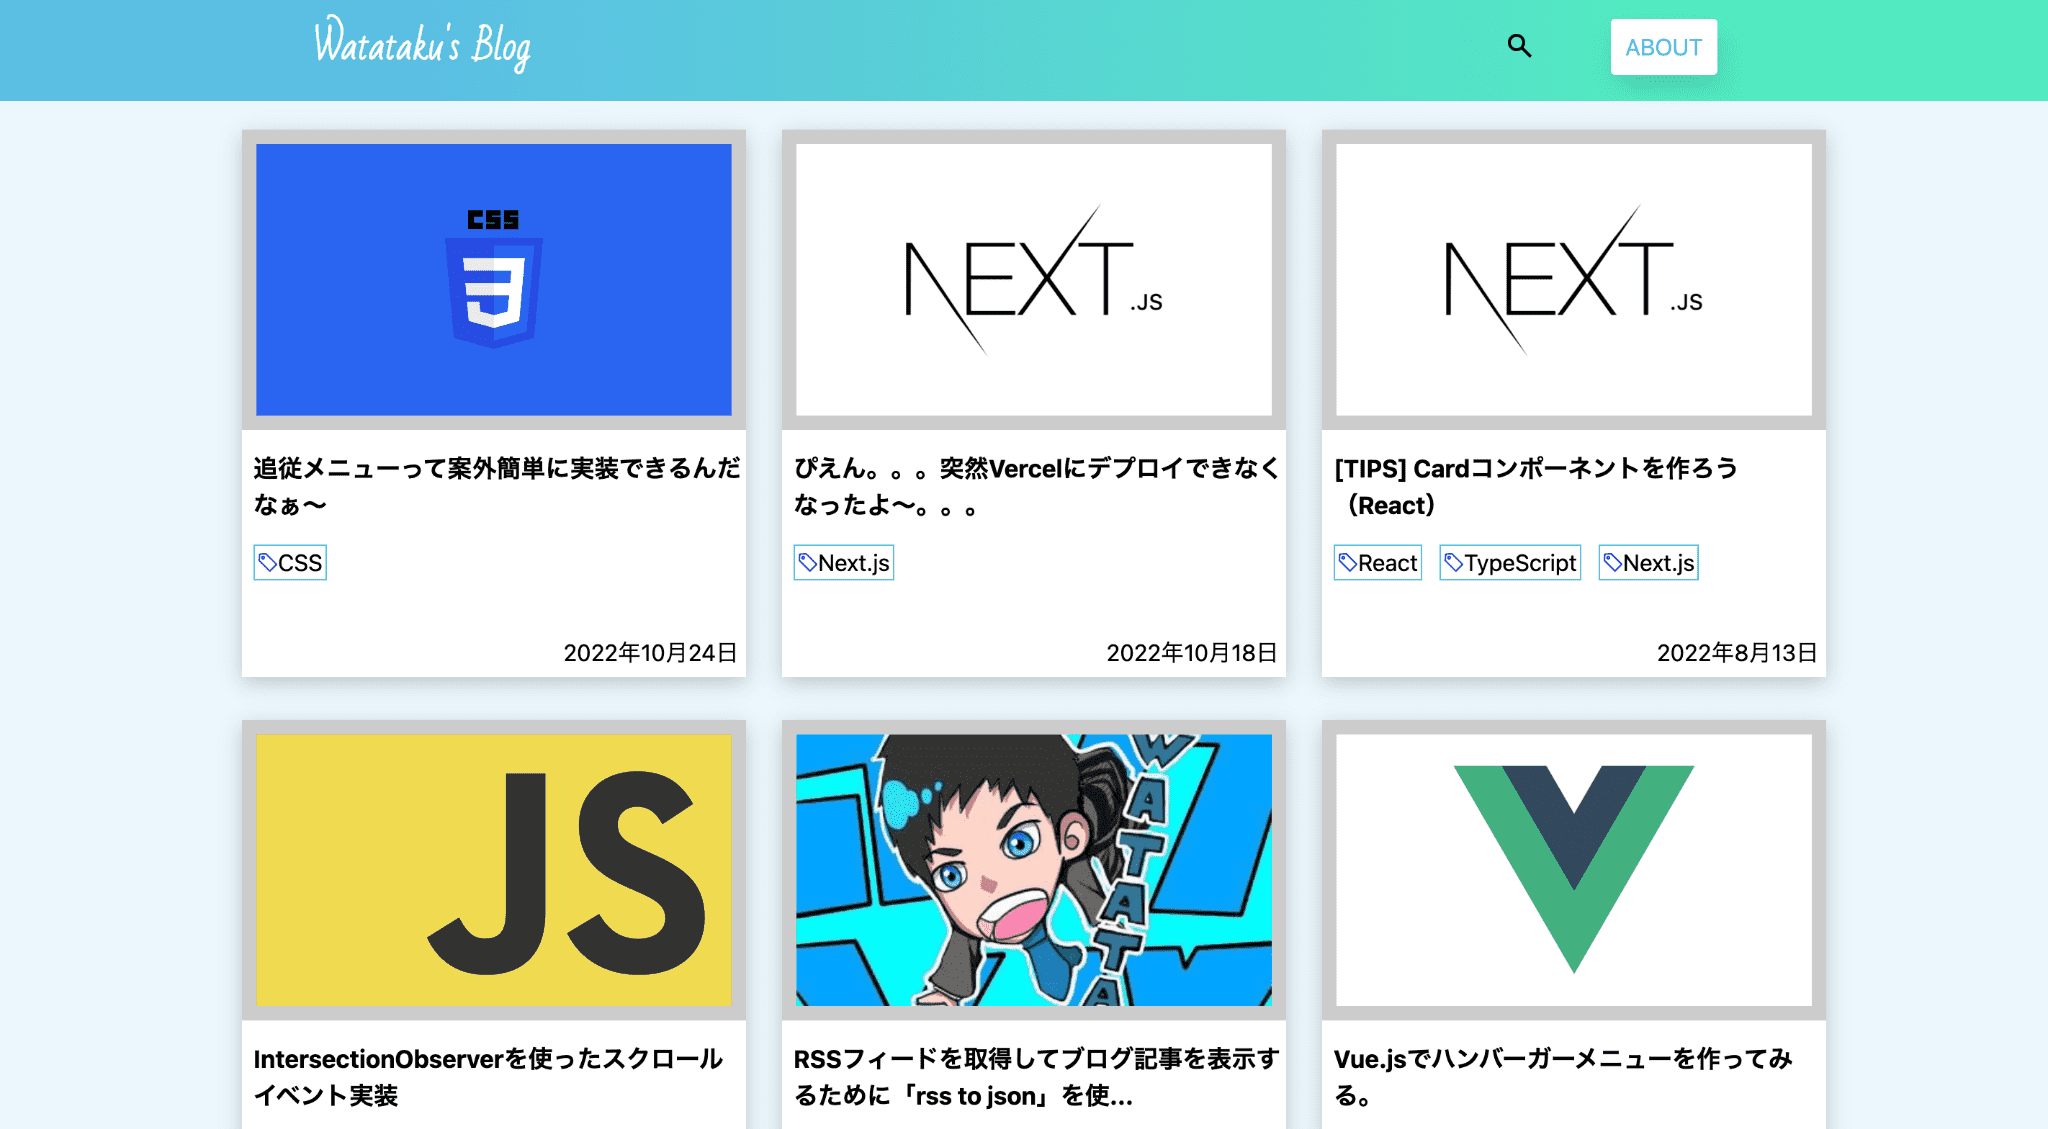 Watataku's Blog
ABOUT
CSS
NEXT.JS
NEXT.JS
追従メニューって案外簡単に実装できるんだ
なぁ〜
ぴえん。。。突然Vercelにデプロイできなく
なったよ〜。。。
[TIPS] Cardコンポーネントを作ろう
（React）
CSS
Next.js
React
TypeScript
Next.js
2022年10月24日
2022年10月18日
2022年8月13日
JS
WATATA
IntersectionObserverを使ったスクロール
イベント実装
RSSフィードを取得してブログ記事を表示す
るために「rss to json」を使...
Vue.jsでハンバーガーメニューを作ってみ
る。